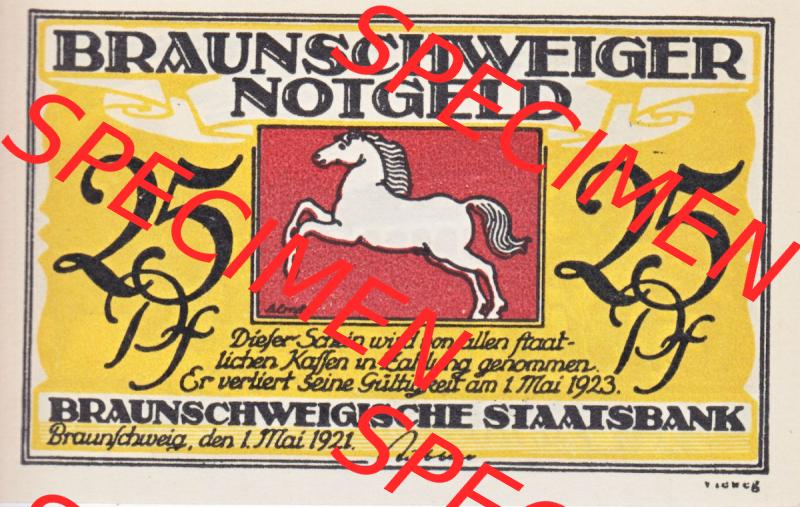 BRAUNSCHWEIGER
NOTGELD
25 Pf
25 Pf
Dieſer Schein wird von allen ſtaat-
lichen Kaſſen in Zahlung genommen.
Er verliert seine Gültigkeit am 1. Mai 1923.
BRAUNSCHWEIGISCHE STAATSBANK
Braunſchweig, den 1. Mai 1921.
SPECIMEN
SPECIMEN
SPEC